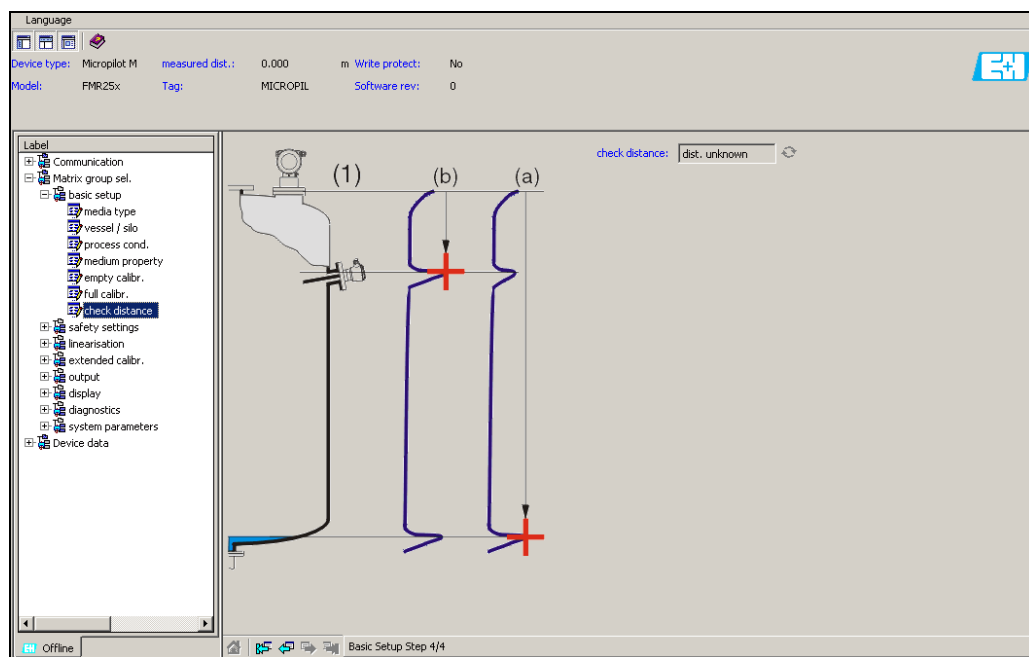 Language
Device type: Micropilot M measured dist.: 0.000 m Write protect: No
Model: FMR25x Tag: MICROPIL Software rev: 0
E+H
Label
Communication
Matrix group sel.
basic setup
media type
vessel / silo
process cond.
medium property
empty calibr.
full calibr.
check distance
safety settings
linearisation
extended calibr.
output
display
diagnostics
system parameters
Device data
check distance: dist. unknown
(1) (b) (a)
Offline
Basic Setup Step 4/4